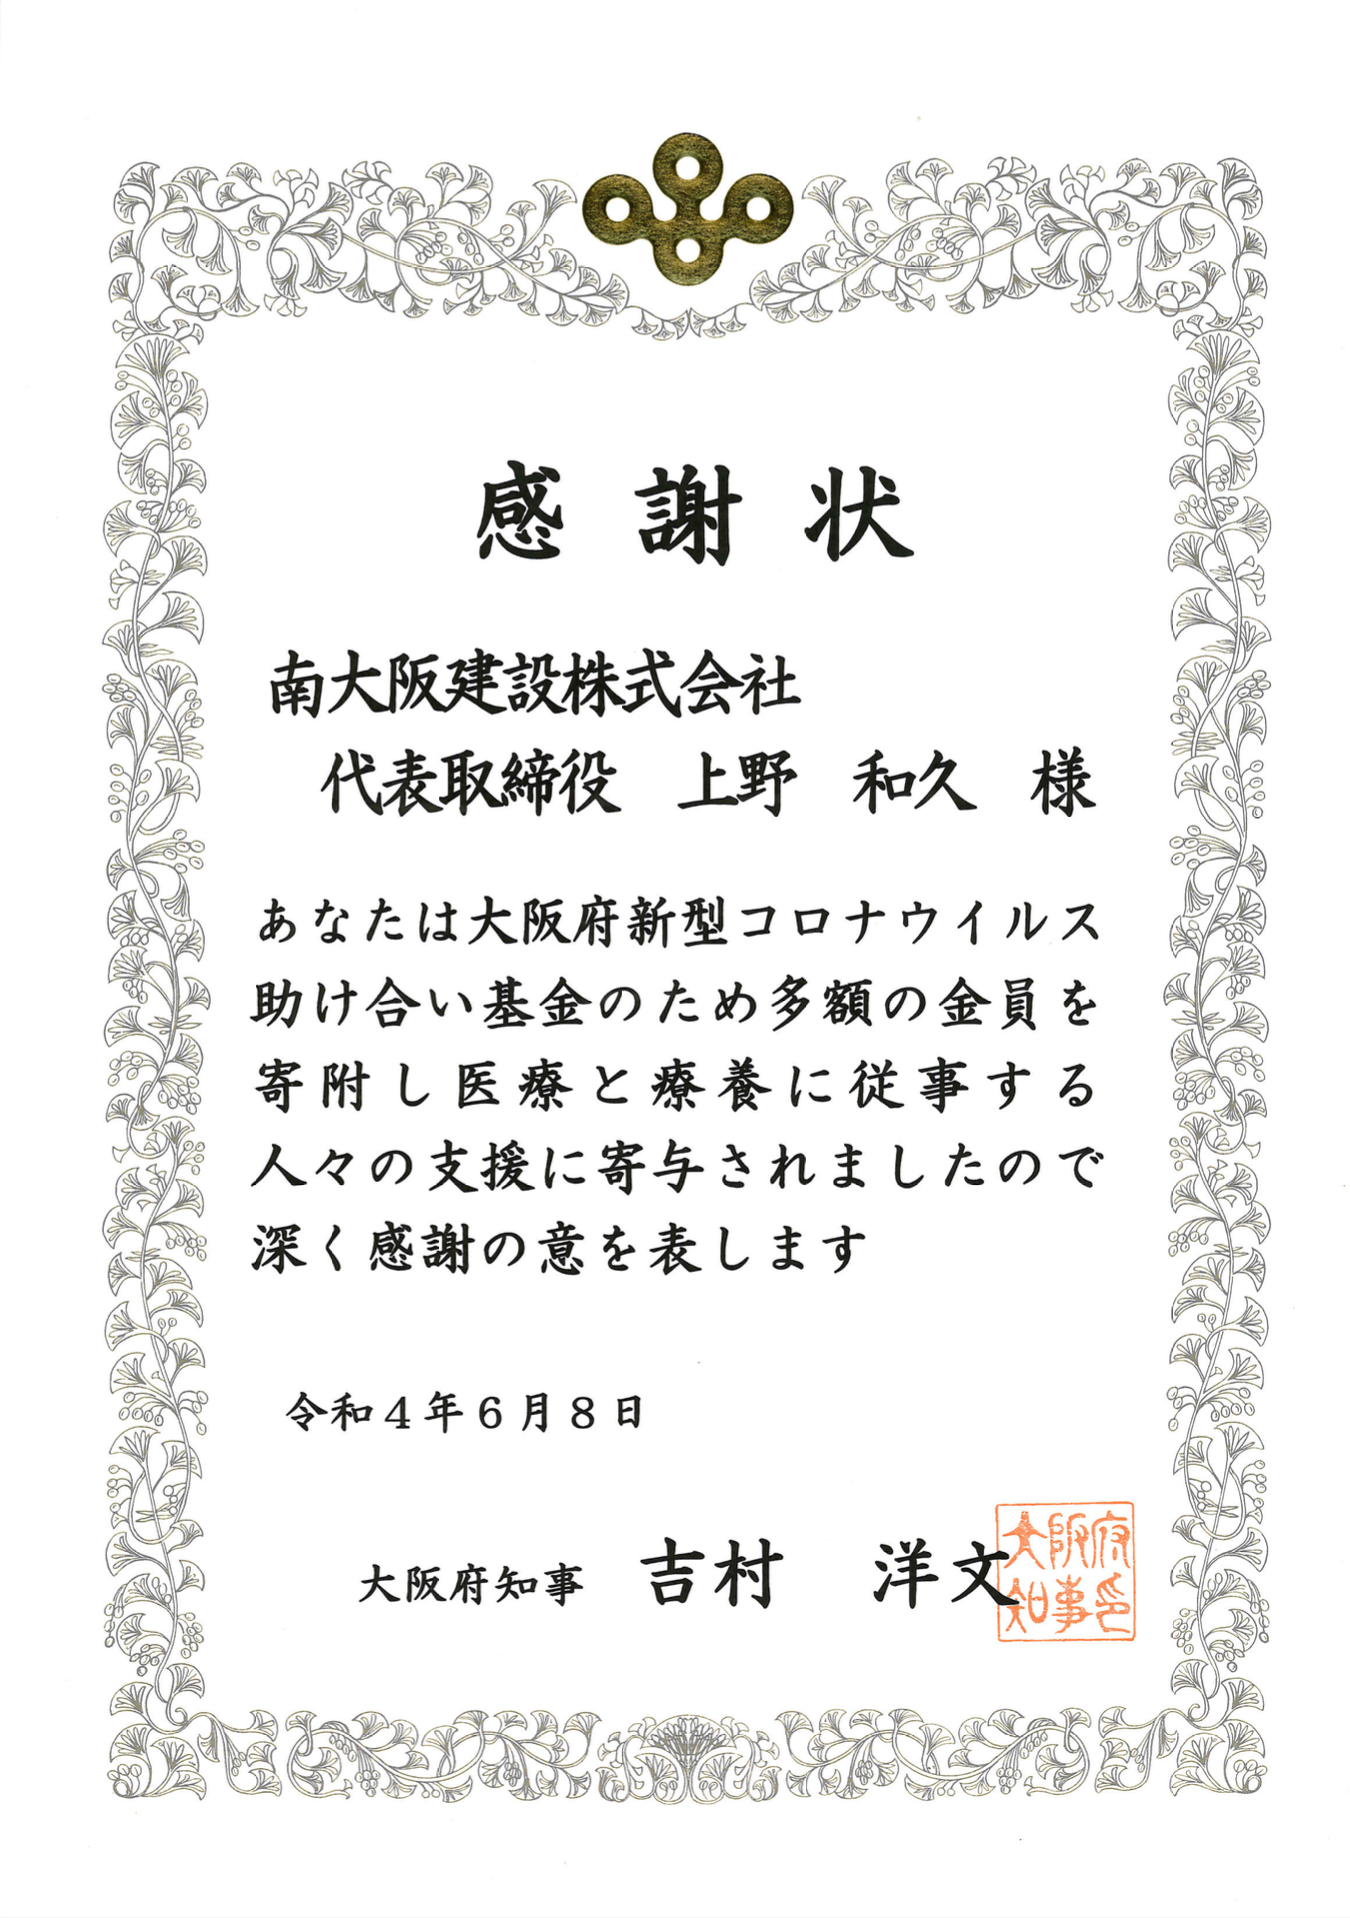 感謝状
南大阪建設株式会社
代表取締役　上野　和久　様
あなたは大阪府新型コロナウイルス
助け合い基金のため多額の金員を
寄附し医療と療養に従事する
人々の支援に寄与されましたので
深く感謝の意を表します
令和4年6月8日
大阪府知事　吉村　洋文
大阪府
知事印